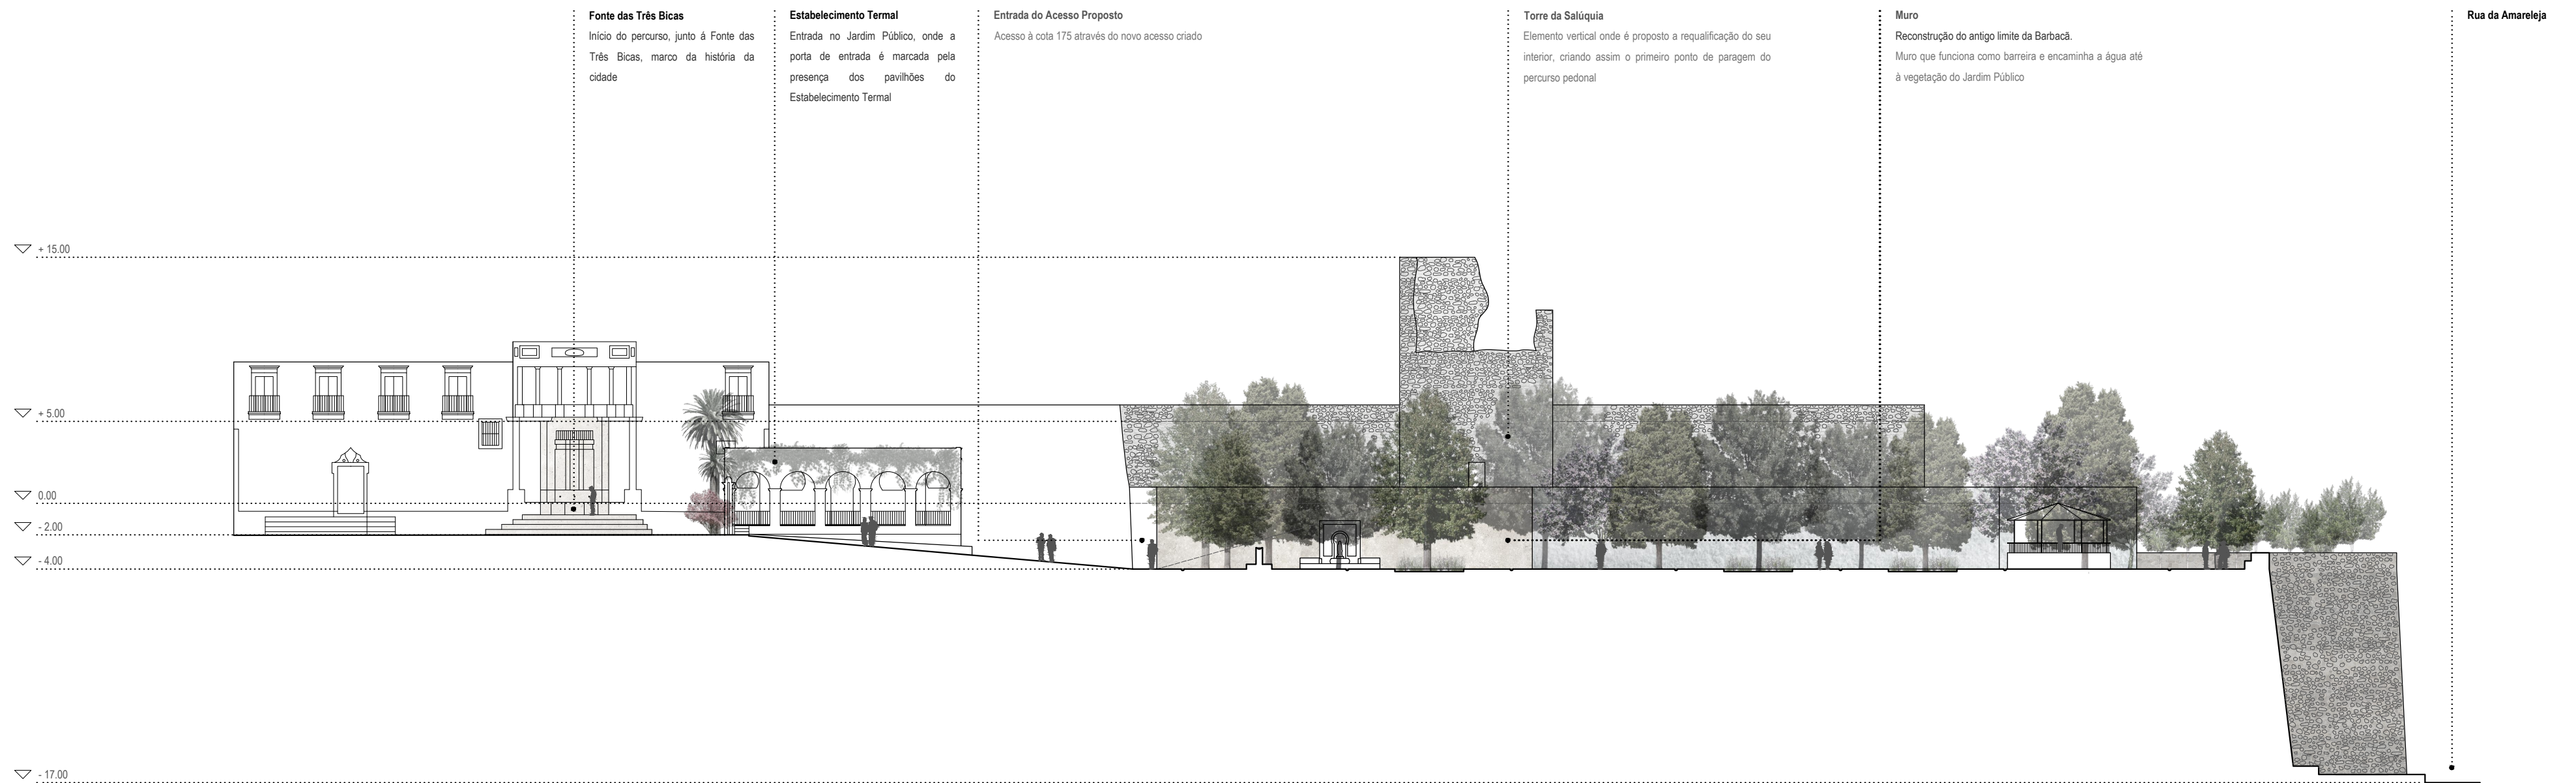 Fonte das Três Bicas
Início do percurso, junto á Fonte das
Três Bicas, marco da história da
cidade
Estabelecimento Termal
Entrada no Jardim Público, onde a
porta de entrada é marcada pela
presença dos pavilhões do
Estabelecimento Termal
Entrada do Acesso Proposto
Acesso à cota 175 através do novo acesso criado
Torre da Salúquia
Elemento vertical onde é proposto a requalificação do seu
interior, criando assim o primeiro ponto de paragem do
percurso pedonal
Muro
Reconstrução do antigo limite da Barbacã.
Muro que funciona como barreira e encaminha a água até
à vegetação do Jardim Público
Rua da Amareleja
+ 15.00
+ 5.00
0.00
- 2.00
- 4.00
- 17.00